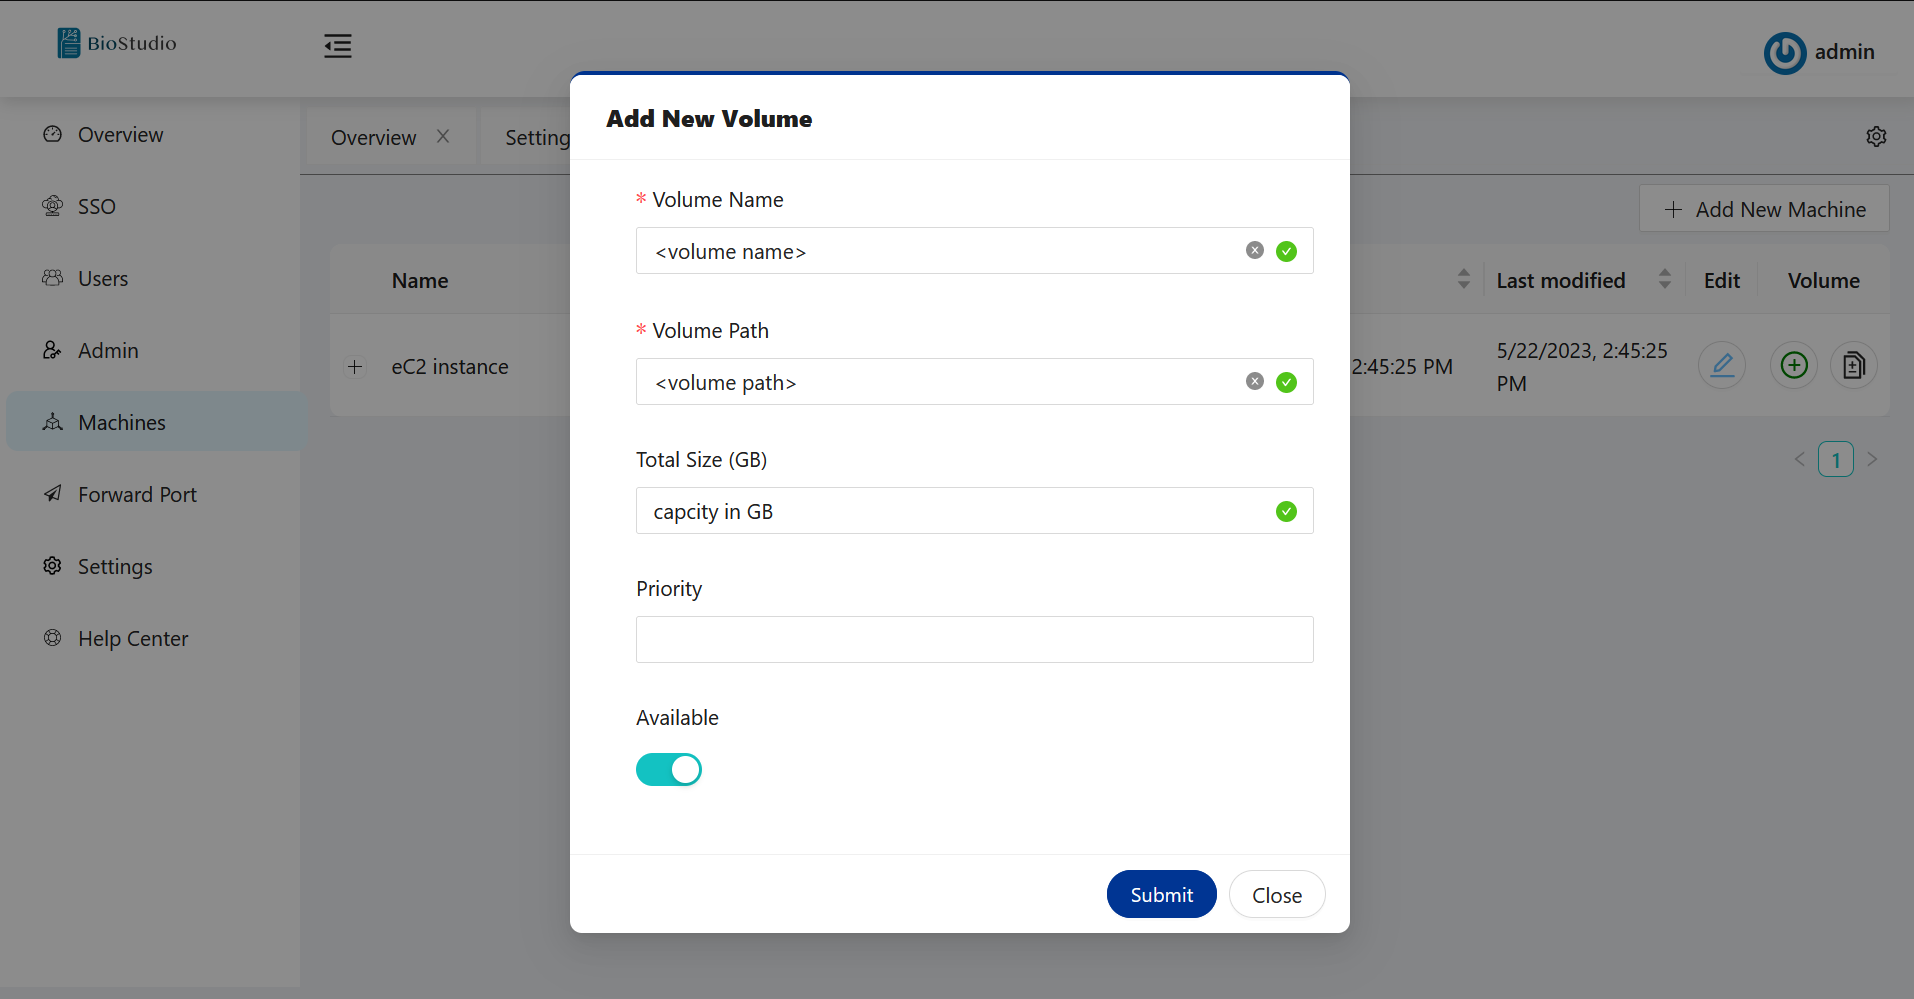 BioStudio
admin
Overview
SSO
Users
Admin
Machines
Forward Port
Settings
Help Center
Overview
Setting
Add New Machine
Name
Last modified
Edit
Volume
eC2 instance
2:45:25 PM
5/22/2023, 2:45:25
PM
1
Add New Volume
* Volume Name
<volume name>
* Volume Path
<volume path>
Total Size (GB)
capcity in GB
Priority
Available
Submit
Close